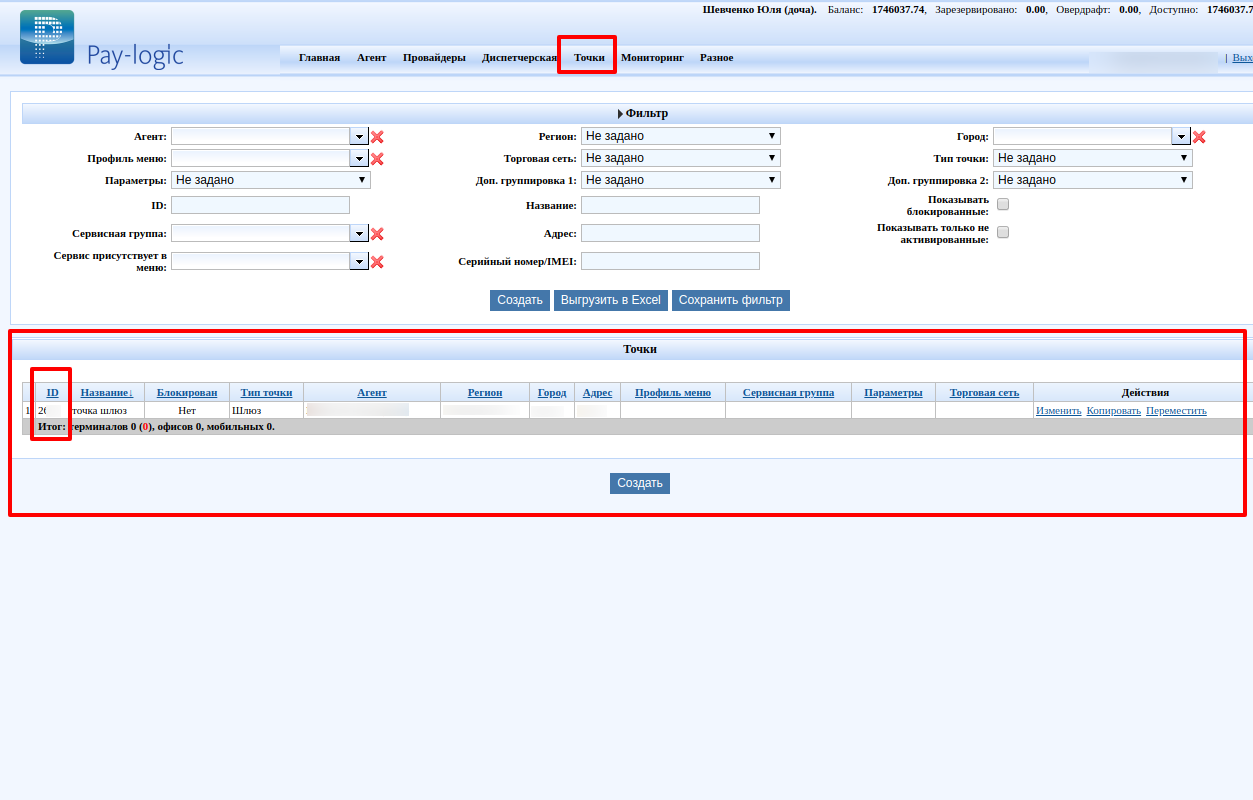 Шевченко Юля (доча). Баланс: 1746037.74, Зарезервировано: 0.00, Овердрафт: 0.00, Доступно: 1746037.7
Pay-logic
Главная Агент Провайдеры Диспетчерская Точки Мониторинг Разное | Вых
Фильтр
Агент: Регион: Не задано Город:
Профиль меню: Торговая сеть: Не задано Тип точки: Не задано
Параметры: Не задано Доп. группировка 1: Не задано Доп. группировка 2: Не задано
ID: Название: Показывать
блокированные:
Сервисная группа: Адрес: Показывать только не
активированные:
Сервис присутствует в
меню: Серийный номер/IMEI:
Создать Выгрузить в Excel Сохранить фильтр
Точки
ID Название↓ Блокирован Тип точки Агент Регион Город Адрес Профиль меню Сервисная группа Параметры Торговая сеть Действия
точка шлюз Нет Шлюз Изменить Копировать Переместить
Итог: терминалов 0 (0), офисов 0, мобильных 0.
Создать